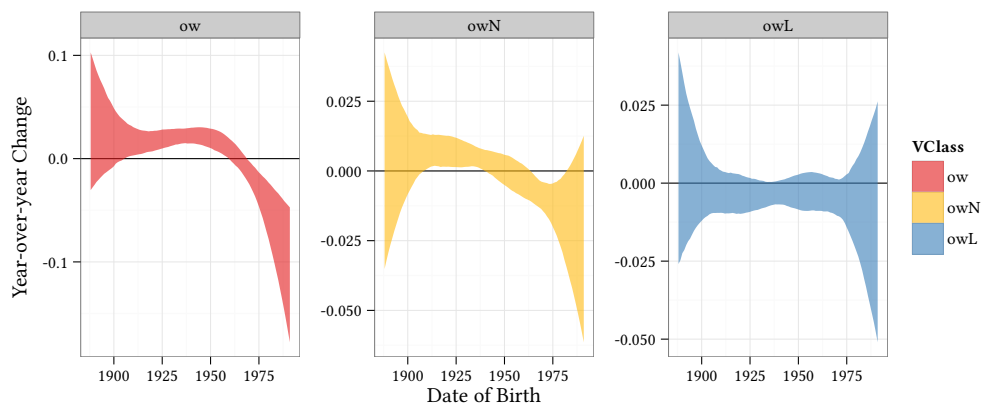 ow
owN
owL
Year-over-year Change
0.1
0.0
-0.1
0.025
0.000
-0.025
-0.050
0.025
0.000
-0.025
-0.050
1900 1925 1950 1975
1900 1925 1950 1975
1900 1925 1950 1975
Date of Birth
VClass
ow
owN
owL